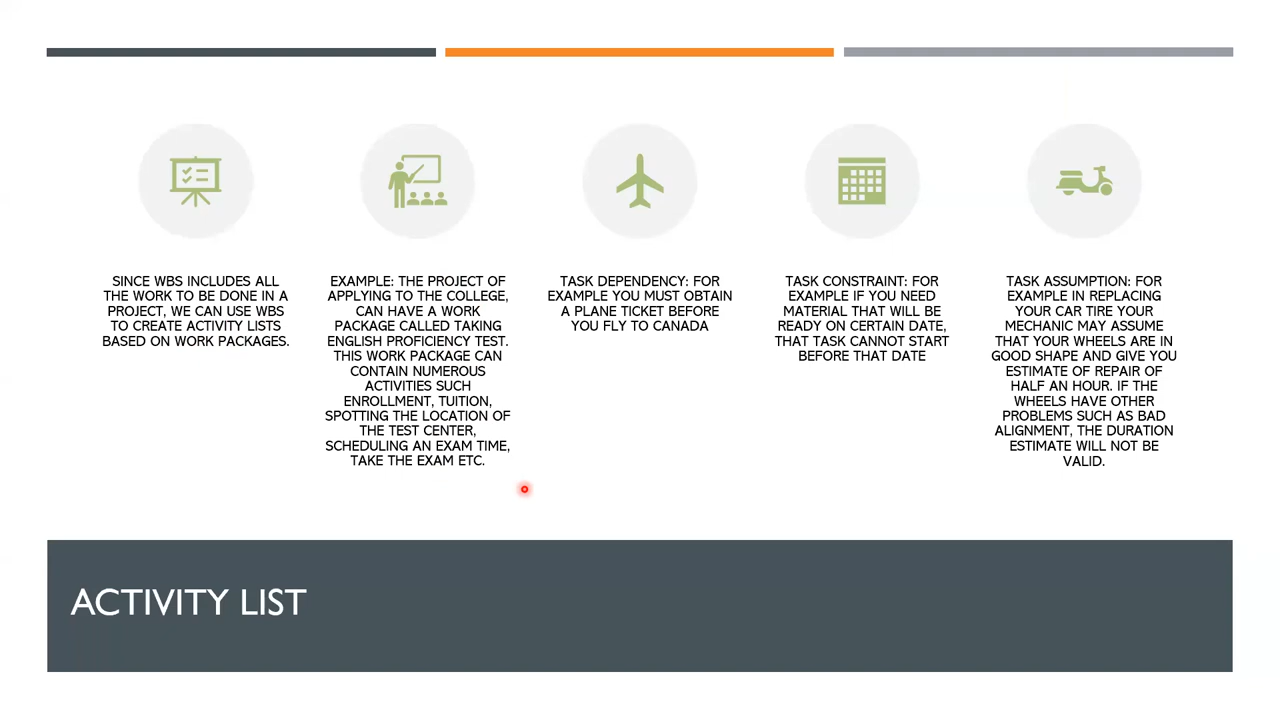 SINCE WBS INCLUDES ALL
THE WORK TO BE DONE IN A
PROJECT, WE CAN USE WBS
TO CREATE ACTIVITY LISTS
BASED ON WORK PACKAGES.
EXAMPLE: THE PROJECT OF
APPLYING TO THE COLLEGE,
CAN HAVE A WORK
PACKAGE CALLED TAKING
ENGLISH PROFICIENCY TEST.
THIS WORK PACKAGE CAN
CONTAIN NUMEROUS
ACTIVITIES SUCH
ENROLLMENT, TUITION,
SPOTTING THE LOCATION OF
THE TEST CENTER,
SCHEDULING AN EXAM TIME,
TAKE THE EXAM ETC.
TASK DEPENDENCY: FOR
EXAMPLE YOU MUST OBTAIN
A PLANE TICKET BEFORE
YOU FLY TO CANADA
TASK CONSTRAINT: FOR
EXAMPLE IF YOU NEED
MATERIAL THAT WILL BE
READY ON CERTAIN DATE,
THAT TASK CANNOT START
BEFORE THAT DATE
TASK ASSUMPTION: FOR
EXAMPLE IN REPLACING
YOUR CAR TIRE YOUR
MECHANIC MAY ASSUME
THAT YOUR WHEELS ARE IN
GOOD SHAPE AND GIVE YOU
ESTIMATE OF REPAIR OF
HALF AN HOUR. IF THE
WHEELS HAVE OTHER
PROBLEMS SUCH AS BAD
ALIGNMENT, THE DURATION
ESTIMATE WILL NOT BE
VALID.
ACTIVITY LIST